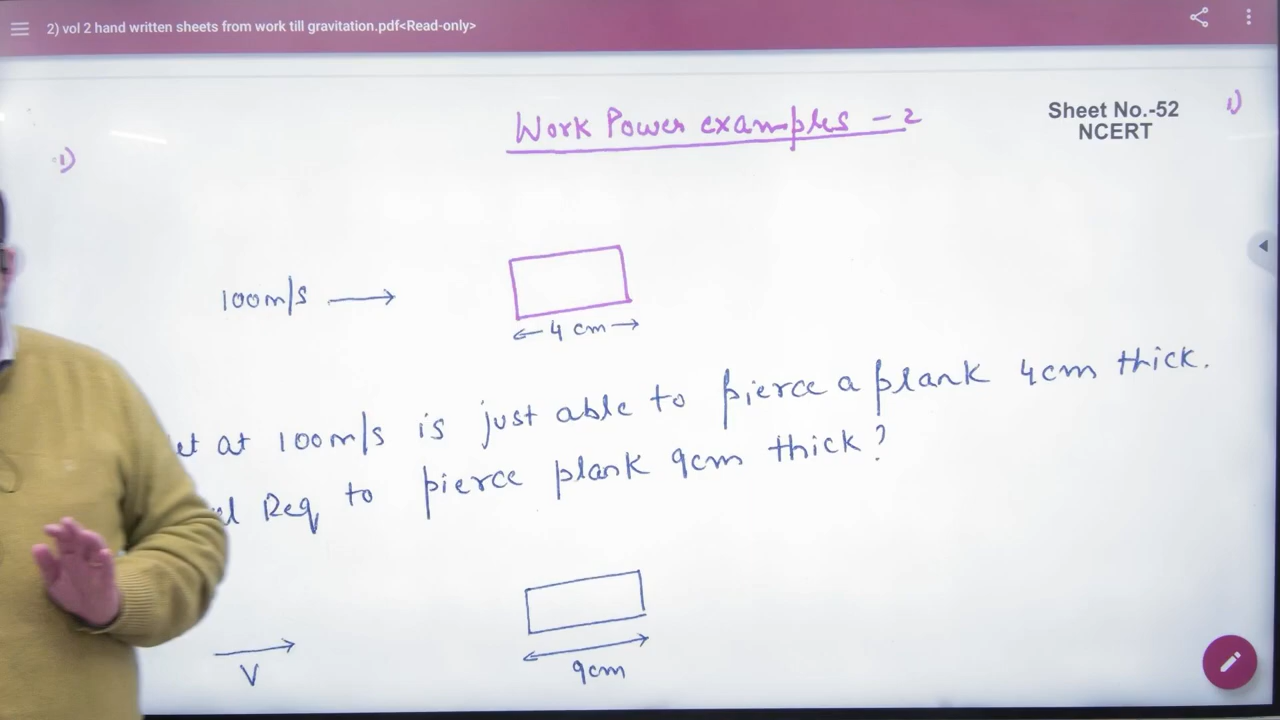 2) vol 2 hand written sheets from work till gravitation.pdf<Read-only>
Work Power examples - 2
Sheet No.-52
NCERT
1)
1)
100m/s
4 cm
at 100m/s is just able to pierce a plank 4cm thick.
Req to pierce plank 9cm thick?
V
9cm